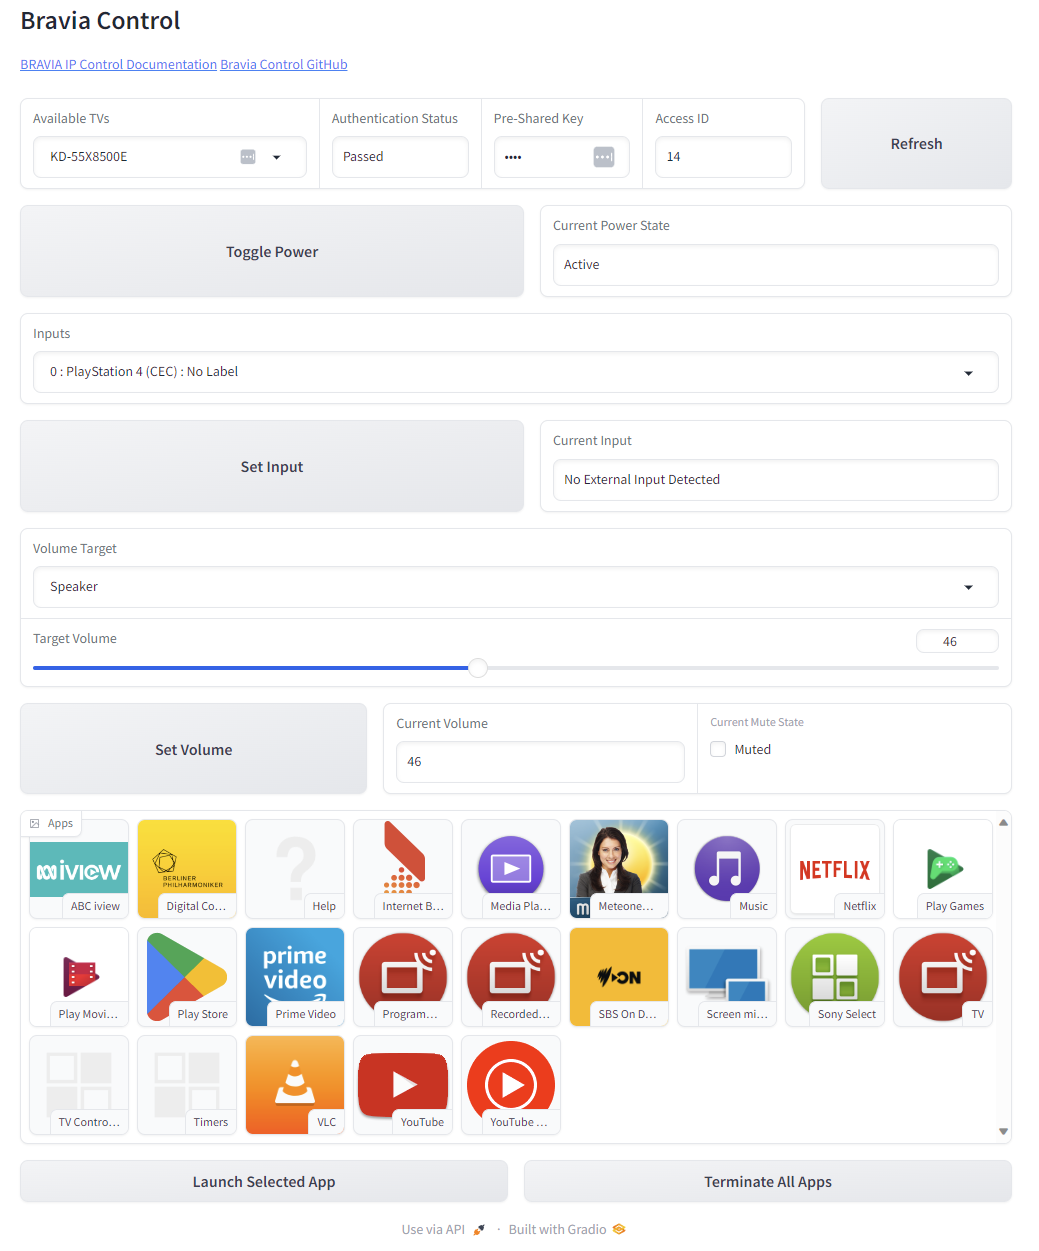 Bravia Control
BRAVIA IP Control Documentation Bravia Control GitHub
Available TVs
KD-55X8500E
Authentication Status
Passed
Pre-Shared Key
••••
Access ID
14
Refresh
Toggle Power
Current Power State
Active
Inputs
0 : PlayStation 4 (CEC) : No Label
Set Input
Current Input
No External Input Detected
Volume Target
Speaker
Target Volume
46
Set Volume
Current Volume
46
Current Mute State
Muted
Apps
iview
ABC iview
BERLINER
PHILHARMONIKER
Digital Co...
?
Help
Internet B...
Media Pla...
m
Meteone...
Music
NETFLIX
Netflix
Play Games
Play Movi...
Play Store
prime
video
Prime Video
Program...
Recorded...
ON
SBS On D...
Screen mi...
Sony Select
TV
TV Contro...
Timers
VLC
YouTube
YouTube ...
Launch Selected App
Terminate All Apps
Use via API · Built with Gradio